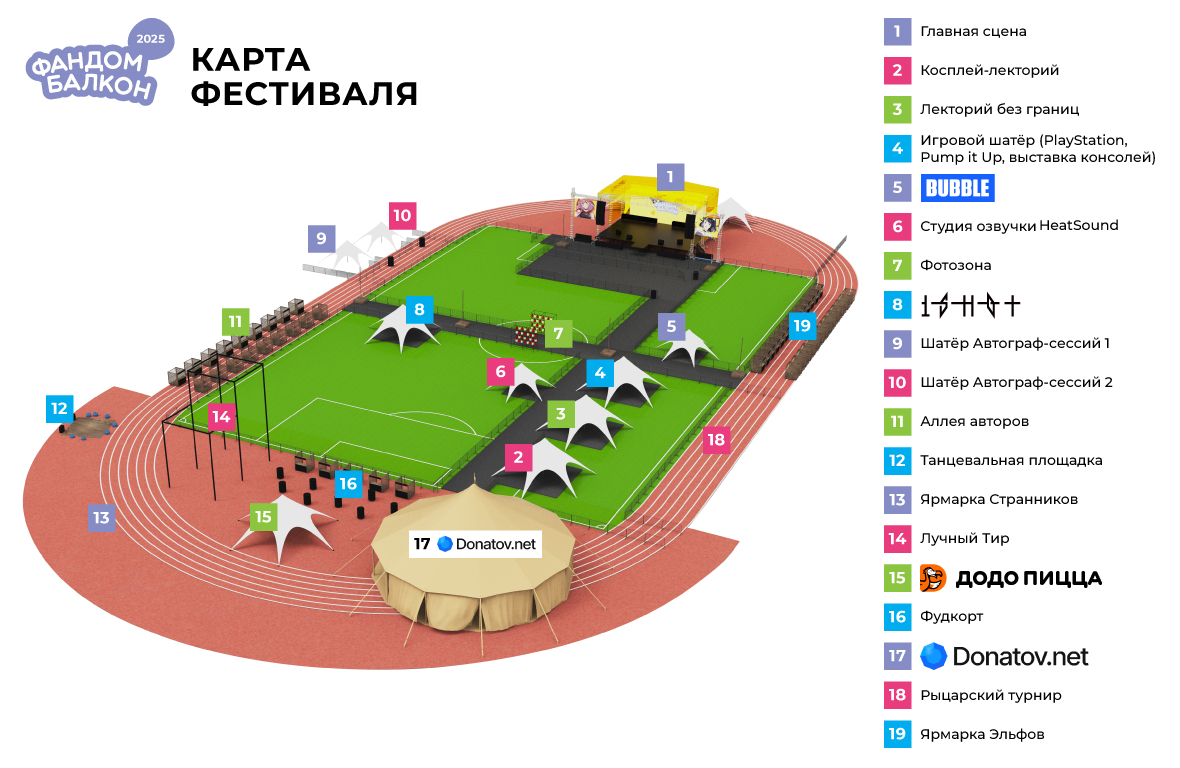 2025
ФАНДОМ
БАЛКОН
КАРТА
ФЕСТИВАЛЯ
1 Главная сцена
2 Косплей-лекторий
3 Лекторий без границ
4 Игровой шатёр (PlayStation,
Pump it Up, выставка консолей)
5 BUBBLE
6 Студия озвучки HeatSound
7 Фотозона
8
9 Шатёр Автограф-сессий 1
10 Шатёр Автограф-сессий 2
11 Аллея авторов
12 Танцевальная площадка
13 Ярмарка Странников
14 Лучный Тир
15 ДОДО ПИЦЦА
16 Фудкорт
17 Donatov.net
18 Рыцарский турнир
19 Ярмарка Эльфов
1
10
9
8
11
7
5
19
6
4
12
14
3
18
2
16
13
15
17 Donatov.net